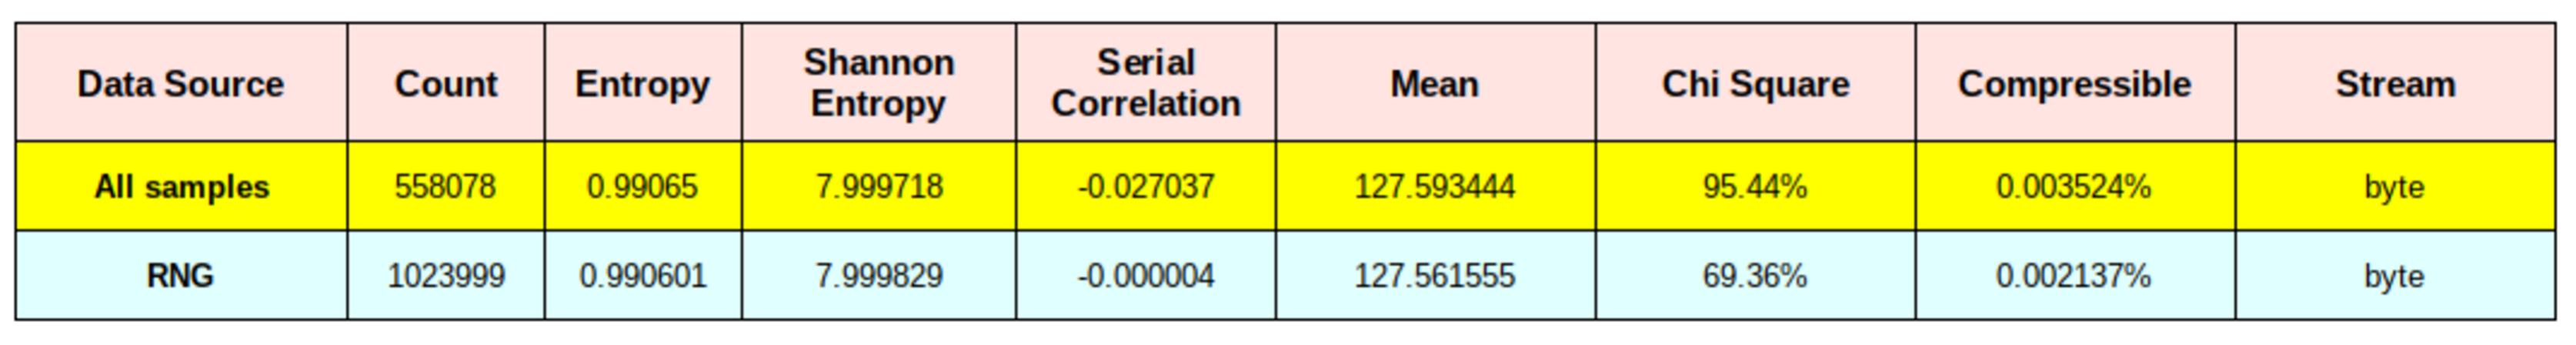 Data Source Count Entropy Shannon Entropy Serial Correlation Mean Chi Square Compressible Stream
All samples 558078 0.99065 7.999718 -0.027037 127.593444 95.44% 0.003524% byte
RNG 1023999 0.990601 7.999829 -0.000004 127.561555 69.36% 0.002137% byte